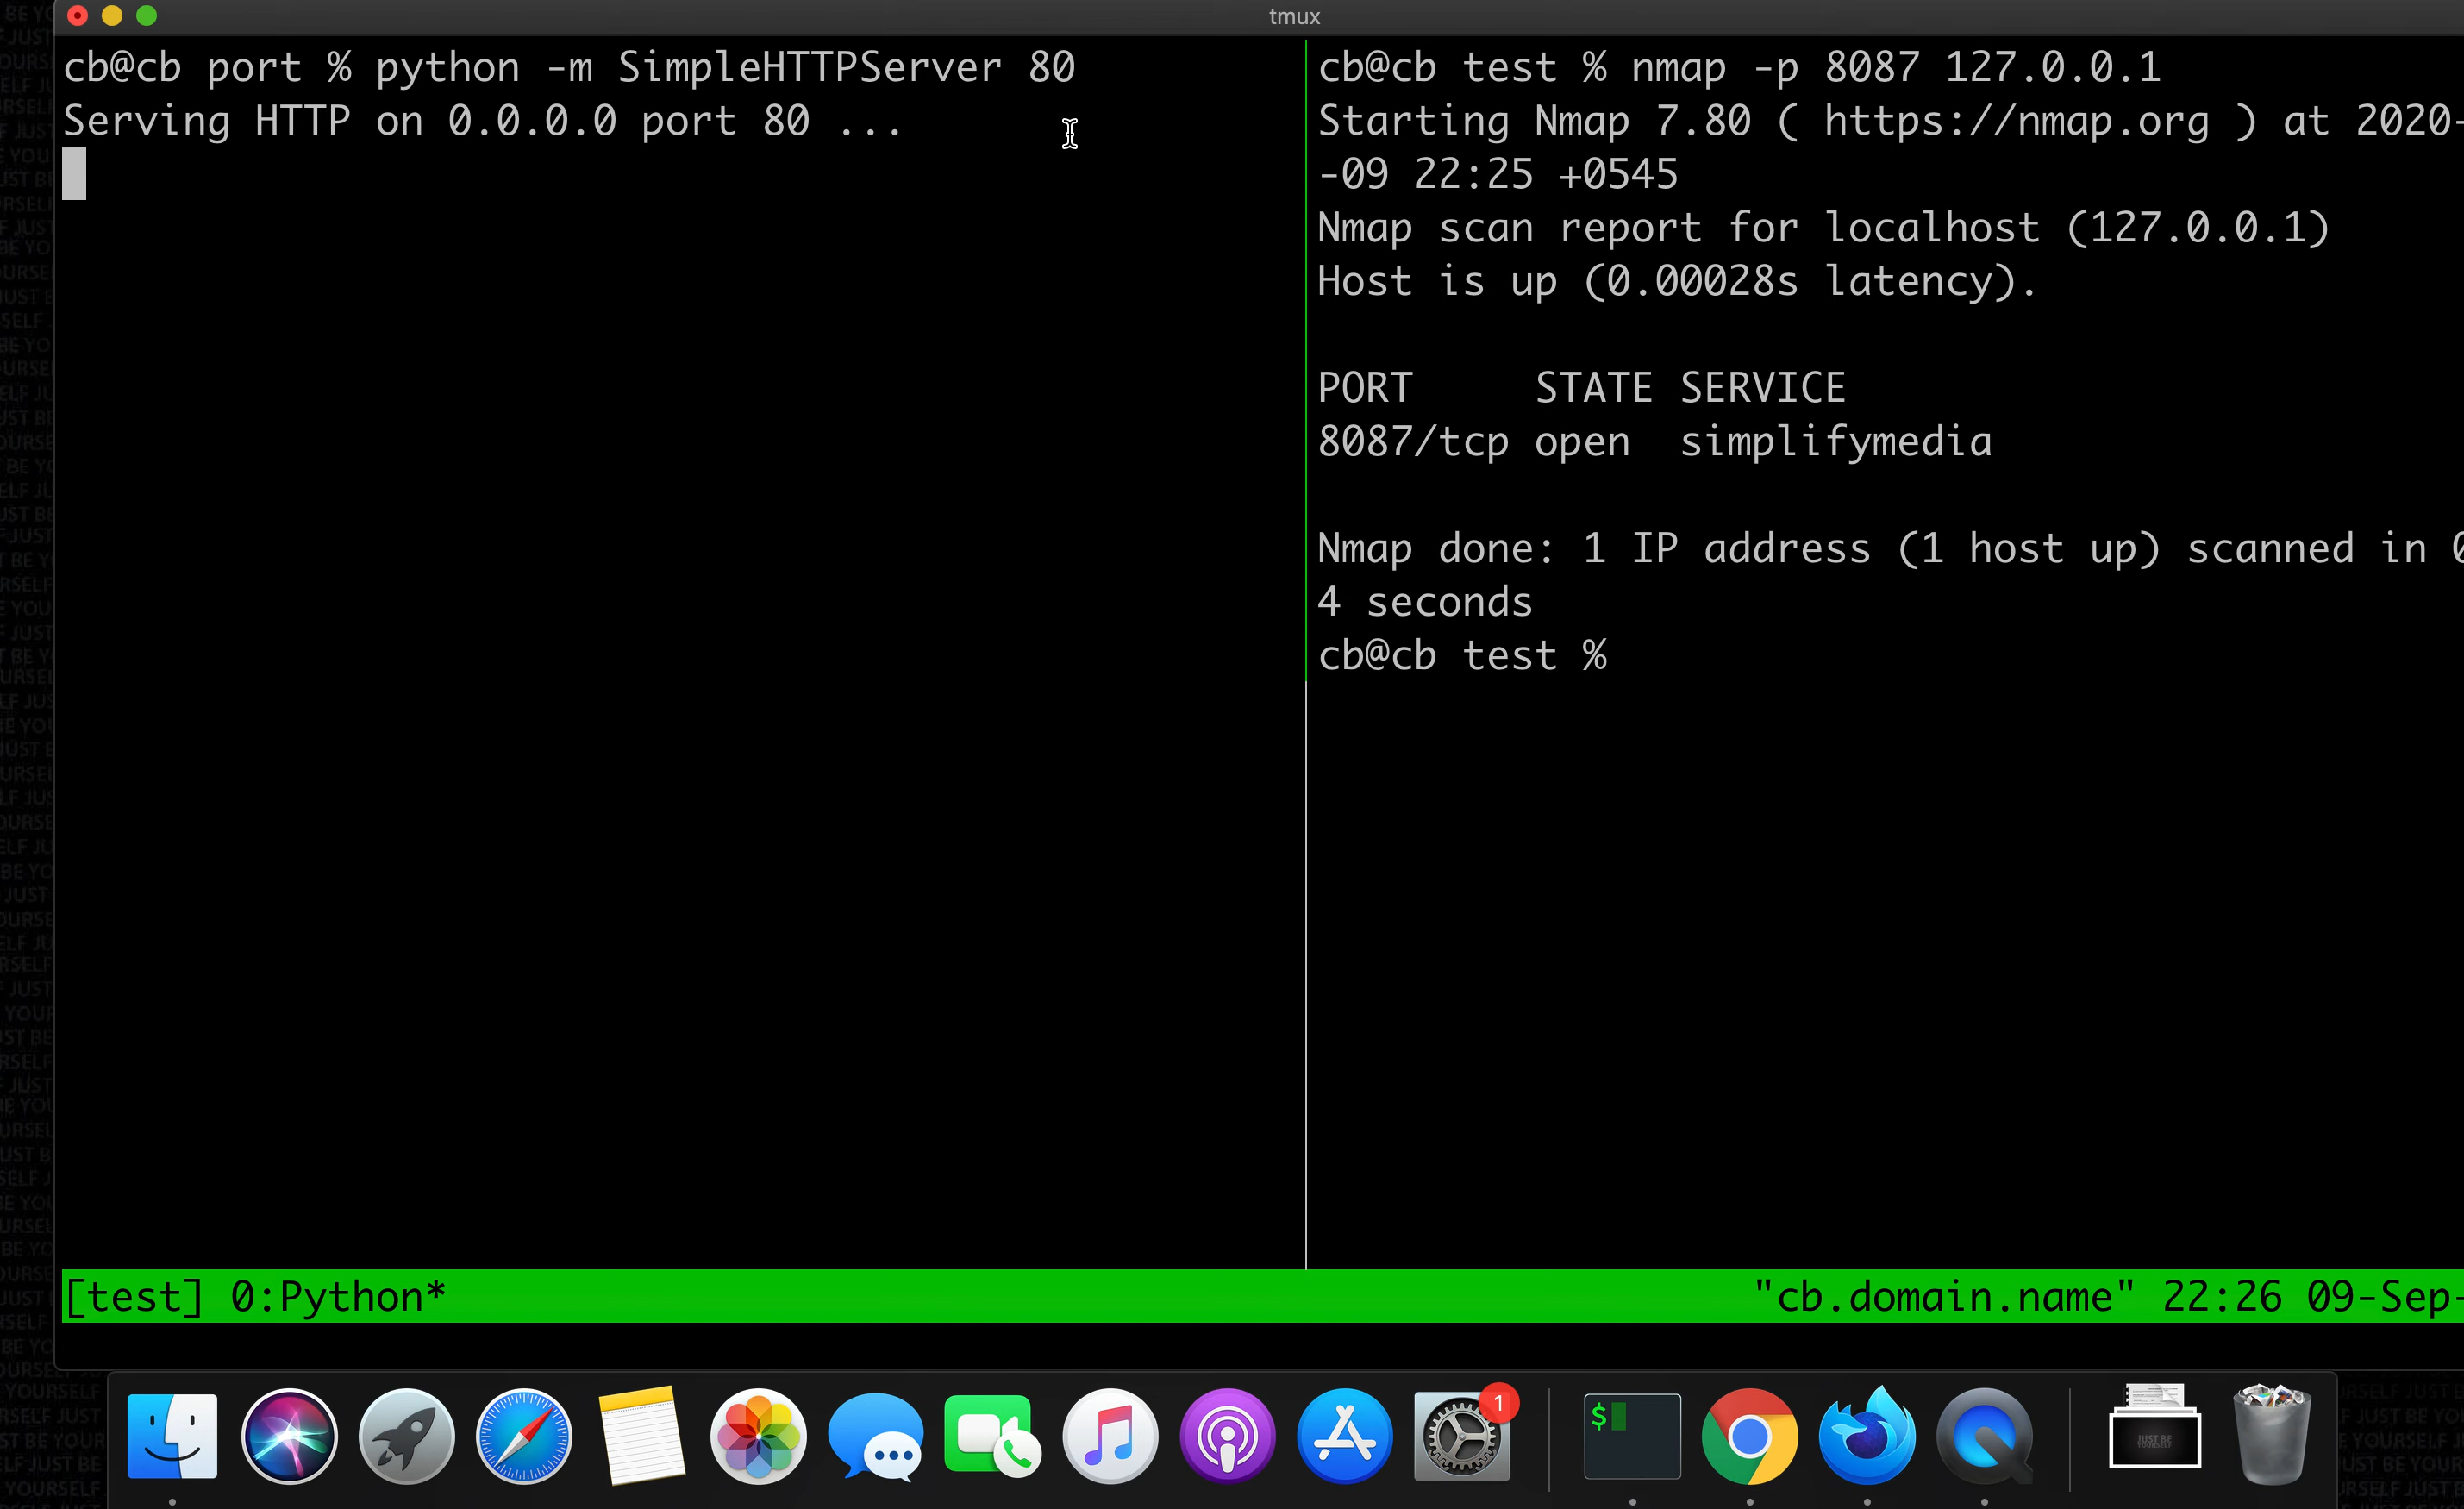 tmux
cb@cb port % python -m SimpleHTTPServer 80
Serving HTTP on 0.0.0.0 port 80 ...
cb@cb test % nmap -p 8087 127.0.0.1
Starting Nmap 7.80 ( https://nmap.org ) at 2020-
-09 22:25 +0545
Nmap scan report for localhost (127.0.0.1)
Host is up (0.00028s latency).
PORT STATE SERVICE
8087/tcp open simplifymedia
Nmap done: 1 IP address (1 host up) scanned in
4 seconds
cb@cb test %
[test] 0:Python* "cb.domain.name" 22:26 09-Sep-
1
$
JUST BE
YOURSELF